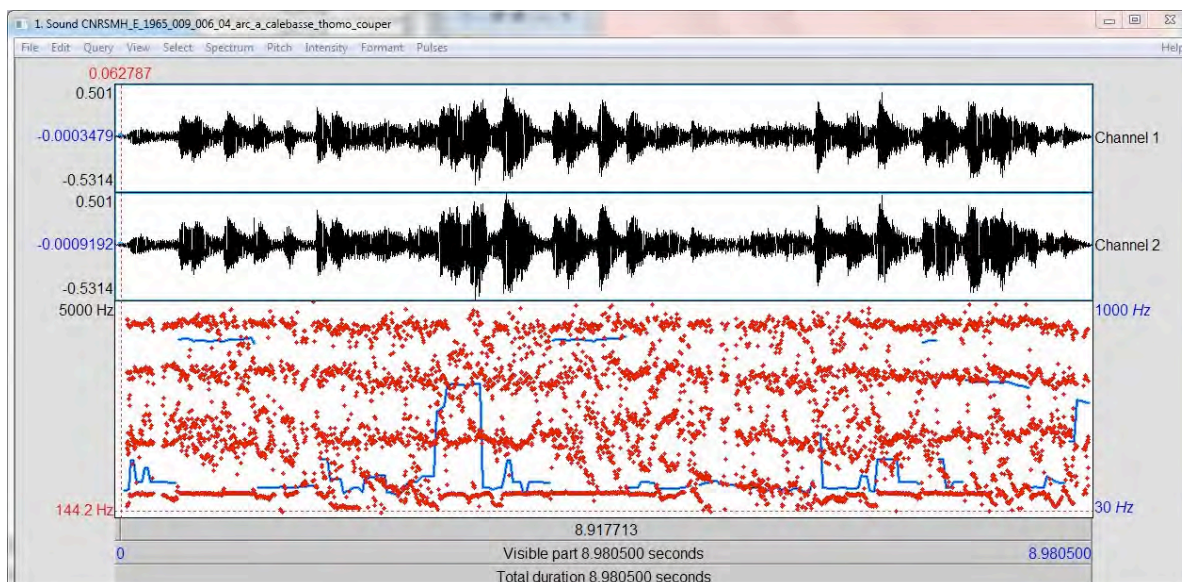 1. Sound CNRSMH_E_1965_009_006_04_arc_a_calebasse_thomo_couper
File Edit Query View Select Spectrum Pitch Intensity Formant Pulses Help
0.062787
0.501
-0.0003479
Channel 1
-0.5314
0.501
-0.0009192
Channel 2
-0.5314
5000 Hz
1000 Hz
144.2 Hz
30 Hz
8.917713
0 Visible part 8.980500 seconds 8.980500
Total duration 8.980500 seconds